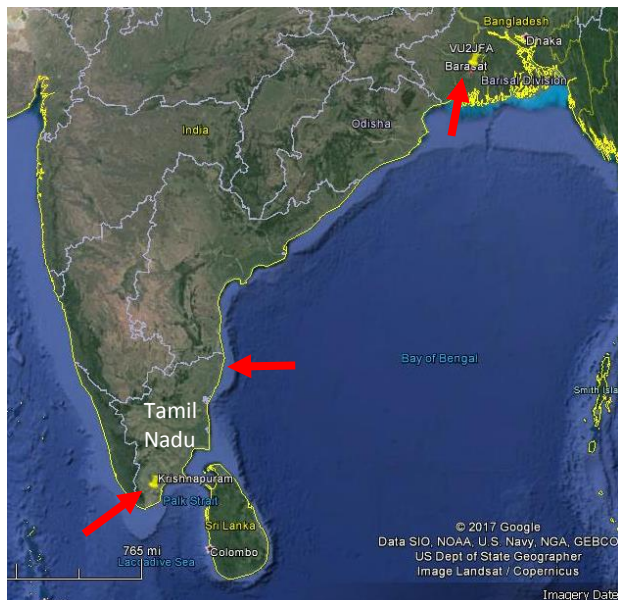 Bangladesh
VU2JFA
Dhaka
Barasat
Barisal Division
India
Odisha
Bay of Bengal
Smith Isla
Tamil
Nadu
Krishnapuram
Palk Strait
Sri Lanka
© 2017 Google
Data SIO, NOAA, U.S. Navy, NGA, GEBCO
765 mi
Colombo
US Dept of State Geographer
Laccadive Sea
Image Landsat / Copernicus
Imagery Date